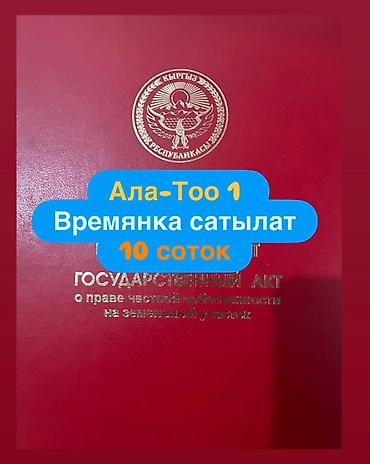 КЫРГЫЗ
РЕСПУБЛИКАСЫ
Ала-Тоо 1
Времянка сатылат
10 соток
ГОСУДАРСТВЕННЫЙ АКТ
о праве частной собственности
на земельный участок